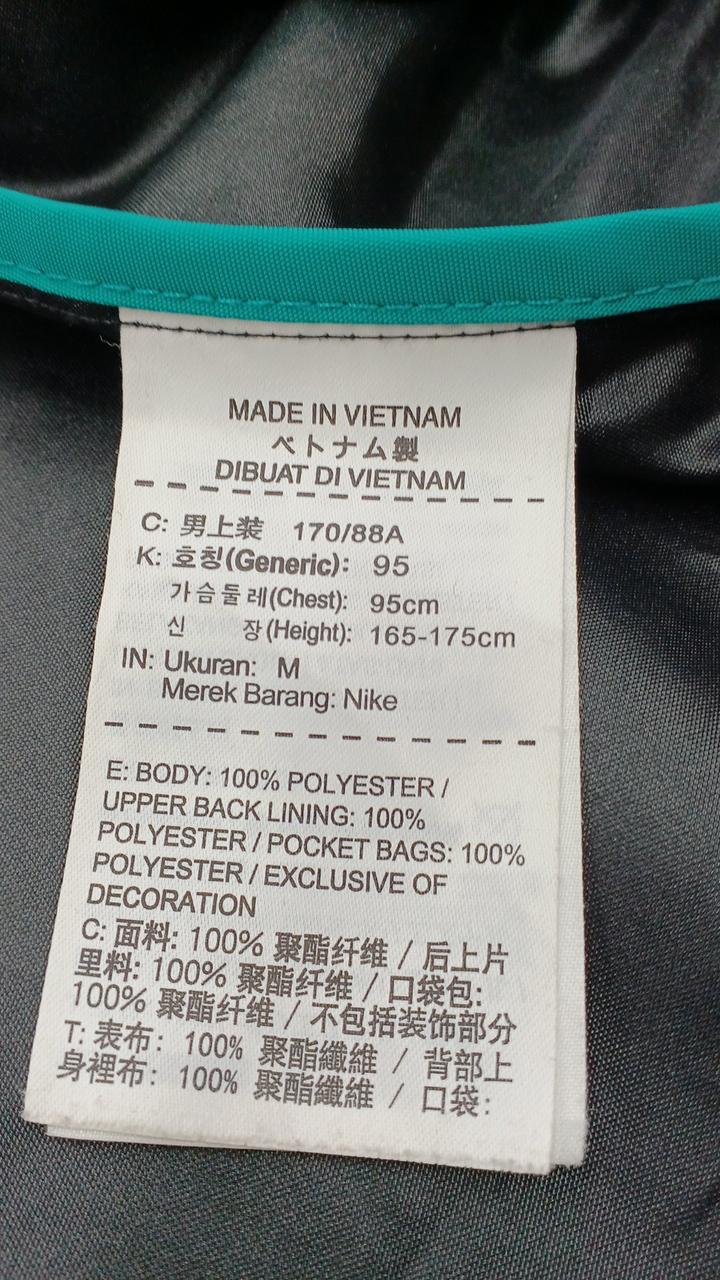 MADE IN VIETNAM
ベトナム製
DIBUAT DI VIETNAM
C: 男上装 170/88A
K: 호칭(Generic): 95
가슴둘레(Chest): 95cm
신 장(Height): 165-175cm
IN: Ukuran: M
Merek Barang: Nike
E: BODY: 100% POLYESTER /
UPPER BACK LINING: 100%
POLYESTER / POCKET BAGS: 100%
POLYESTER / EXCLUSIVE OF
DECORATION
C: 面料: 100% 聚酯纤维 / 后上片
里料: 100% 聚酯纤维 / 口袋包:
100% 聚酯纤维 / 不包括装饰部分
T: 表布: 100% 聚酯纖維 / 背部上
身裡布: 100% 聚酯纖維 / 口袋: